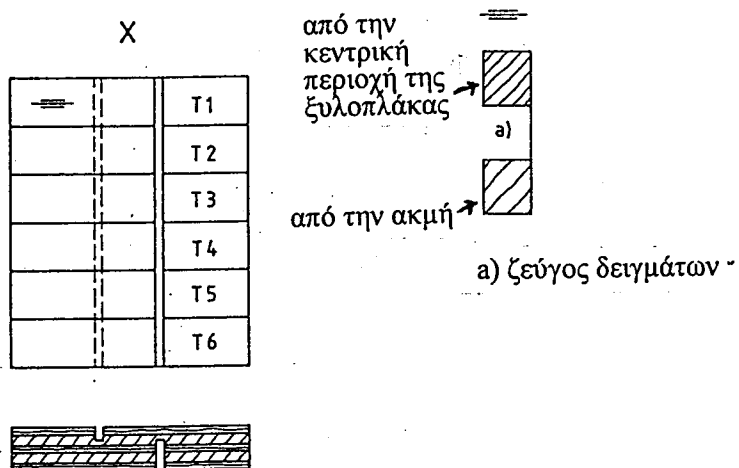 X
T1
T2
T3
T4
T5
T6
από την
κεντρική
περιοχή της
ξυλοπλάκας
a)
από την ακμή
a) ζεύγος δειγμάτων